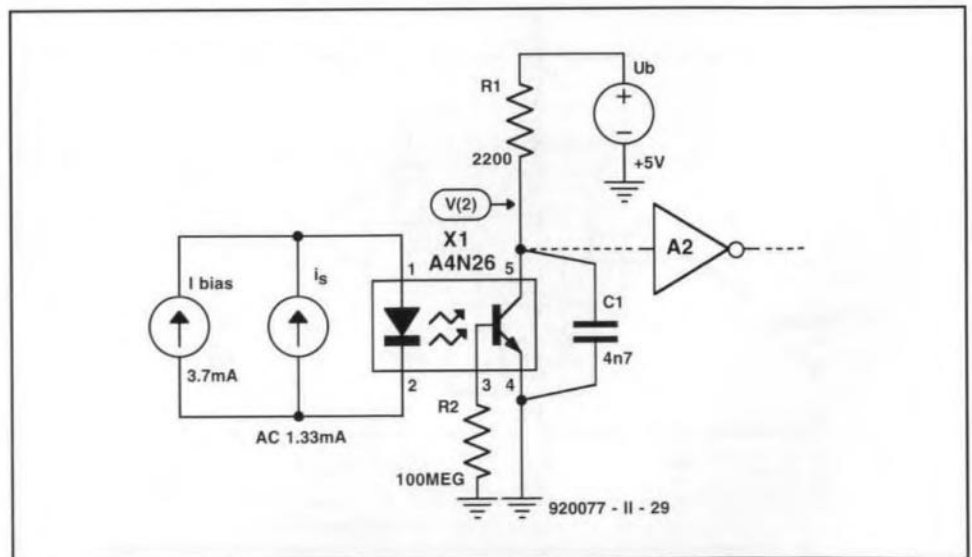 Ub
R1
2200
+5V
V(2)
X1
A4N26
A2
1
5
I bias
is
C1
4n7
3.7mA
2
3
4
R2
AC 1.33mA
100MEG
920077 - II - 29